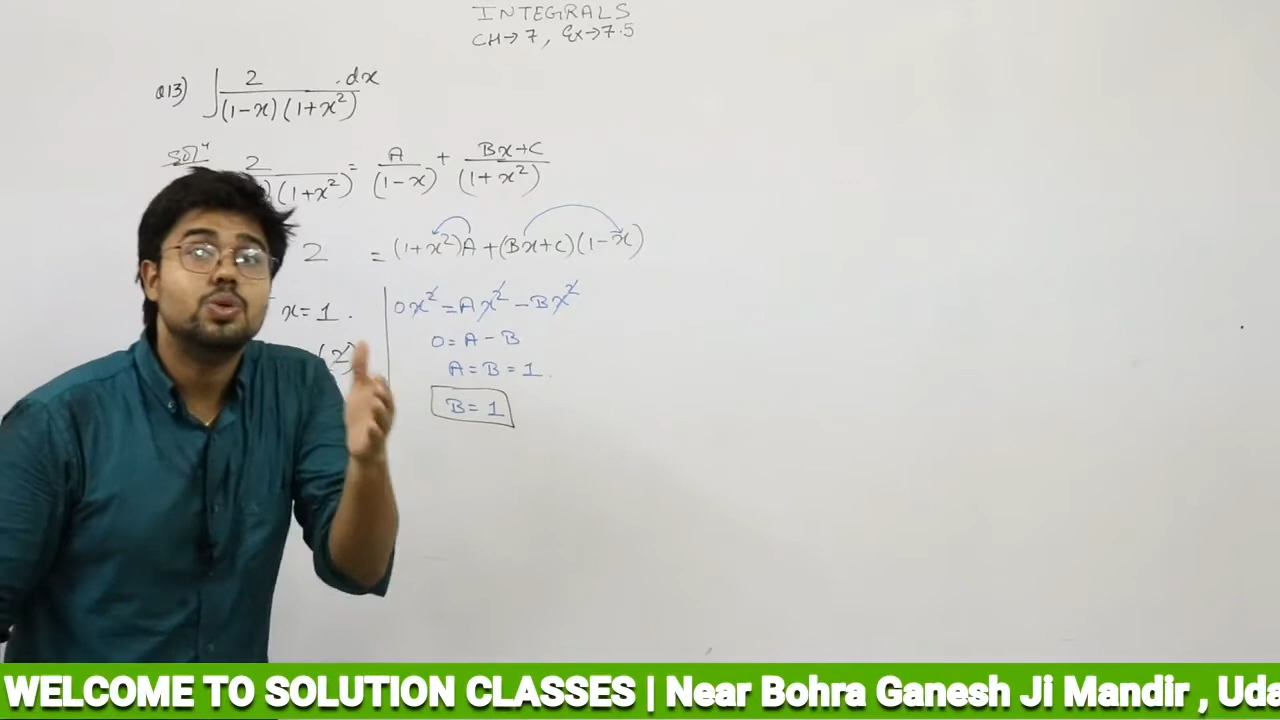 INTEGRALS
CH→7, Ex→7.5
Q13) ∫ 2 .dx / (1-x)(1+x²)
Solⁿ
2 / )(1+x²) = A / (1-x) + Bx+C / (1+x²)
2 = (1+x²)A + (Bx+C)(1-x)
x=1.
(2)
0x² = Ax² - Bx²
0 = A - B
A = B = 1.
B = 1
WELCOME TO SOLUTION CLASSES | Near Bohra Ganesh Ji Mandir , Uda